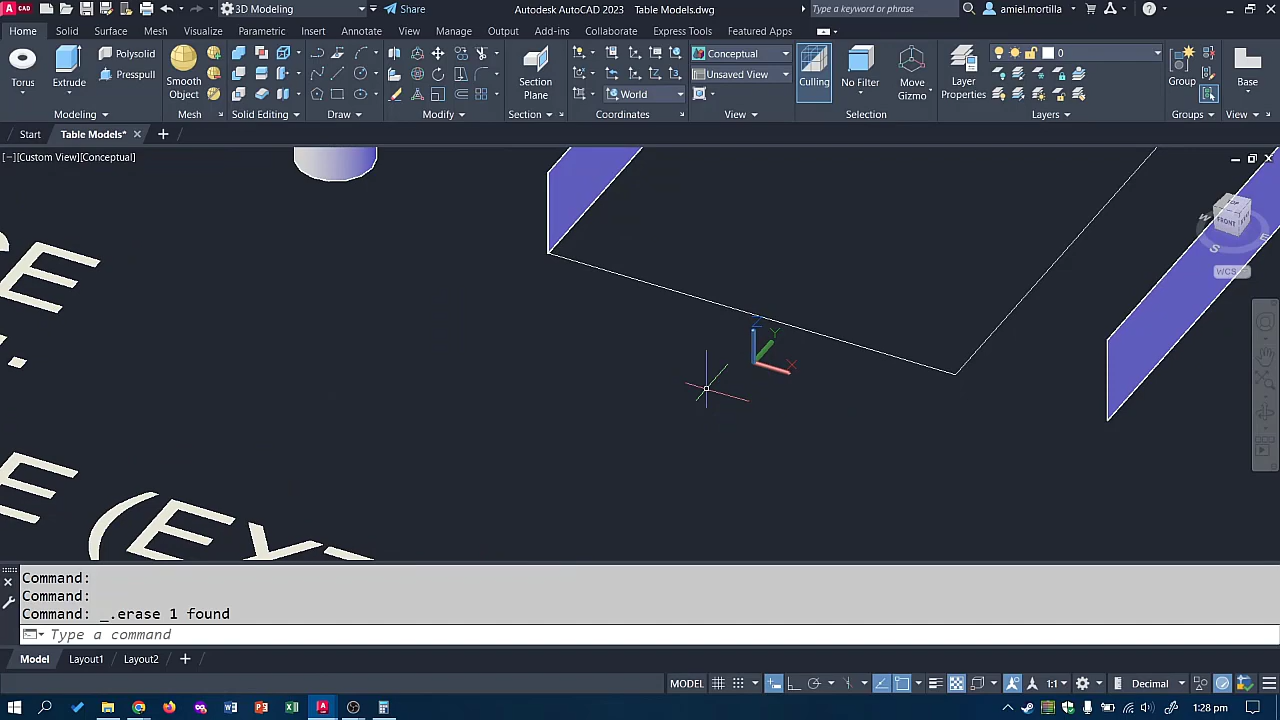 CAD
3D Modeling
Share
Autodesk AutoCAD 2023
Table Models.dwg
Type a keyword or phrase
amiel.mortilla
Home
Solid
Surface
Mesh
Visualize
Parametric
Insert
Annotate
View
Manage
Output
Add-ins
Collaborate
Express Tools
Featured Apps
Torus
Extrude
Polysolid
Presspull
Smooth
Object
Section
Plane
World
Conceptual
Unsaved View
Culling
No Filter
Move
Gizmo
Layer
Properties
0
Group
Base
Modeling
Mesh
Solid Editing
Draw
Modify
Section
Coordinates
View
Selection
Layers
Groups
View
Start
Table Models*
[−][Custom View][Conceptual]
TOP
FRONT
W
S
E
WCS
E
E (EX
Z
Y
X
Command:
Command:
Command: _.erase 1 found
Type a command
Model
Layout1
Layout2
MODEL
1:1
Decimal
1:28 pm